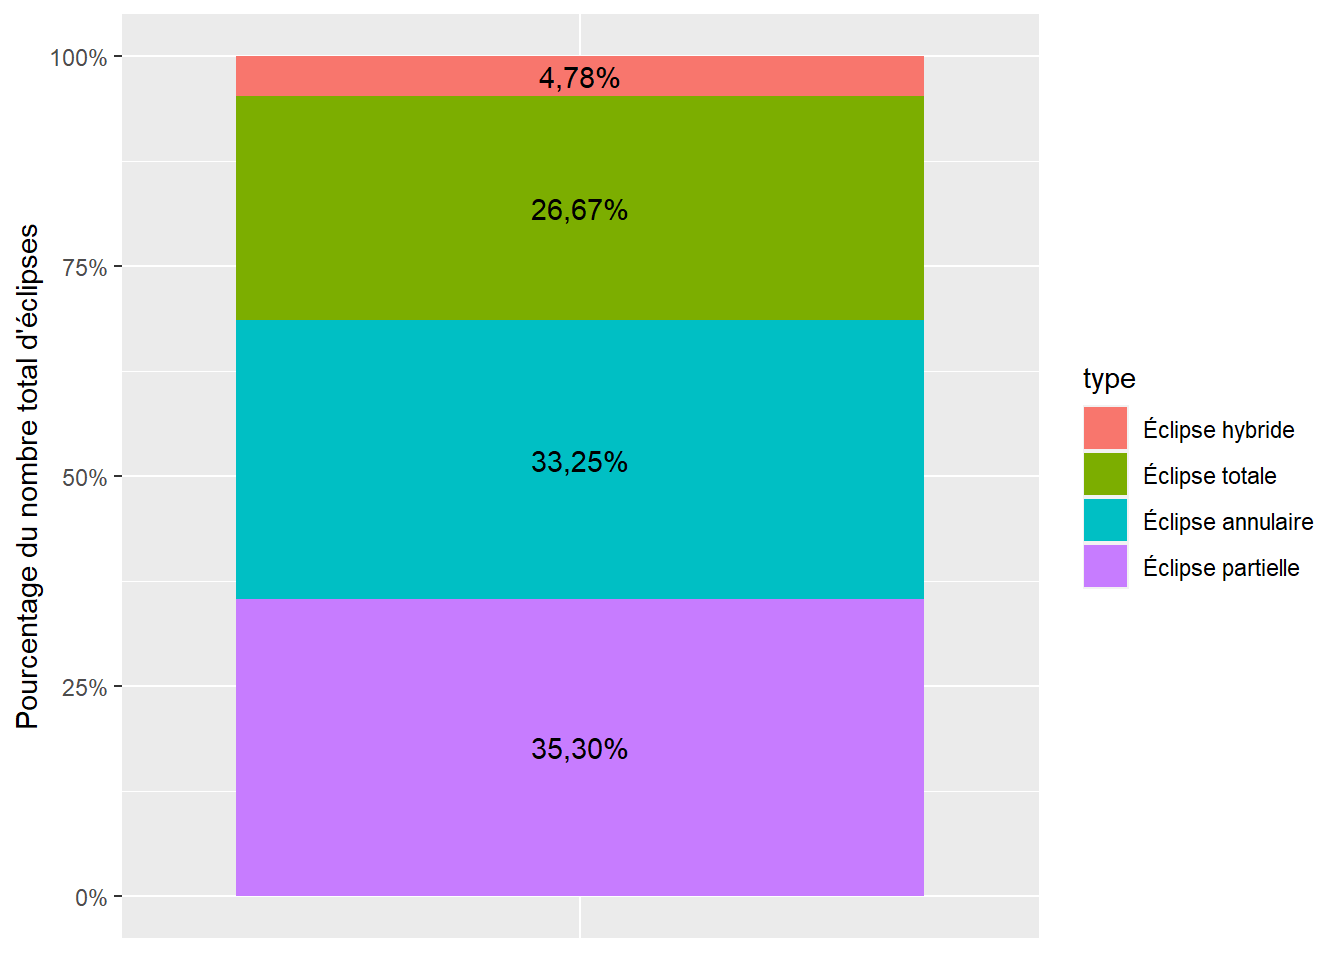 Pourcentage du nombre total d'éclipses
100%
75%
50%
25%
0%
4,78%
26,67%
33,25%
35,30%
type
Éclipse hybride
Éclipse totale
Éclipse annulaire
Éclipse partielle